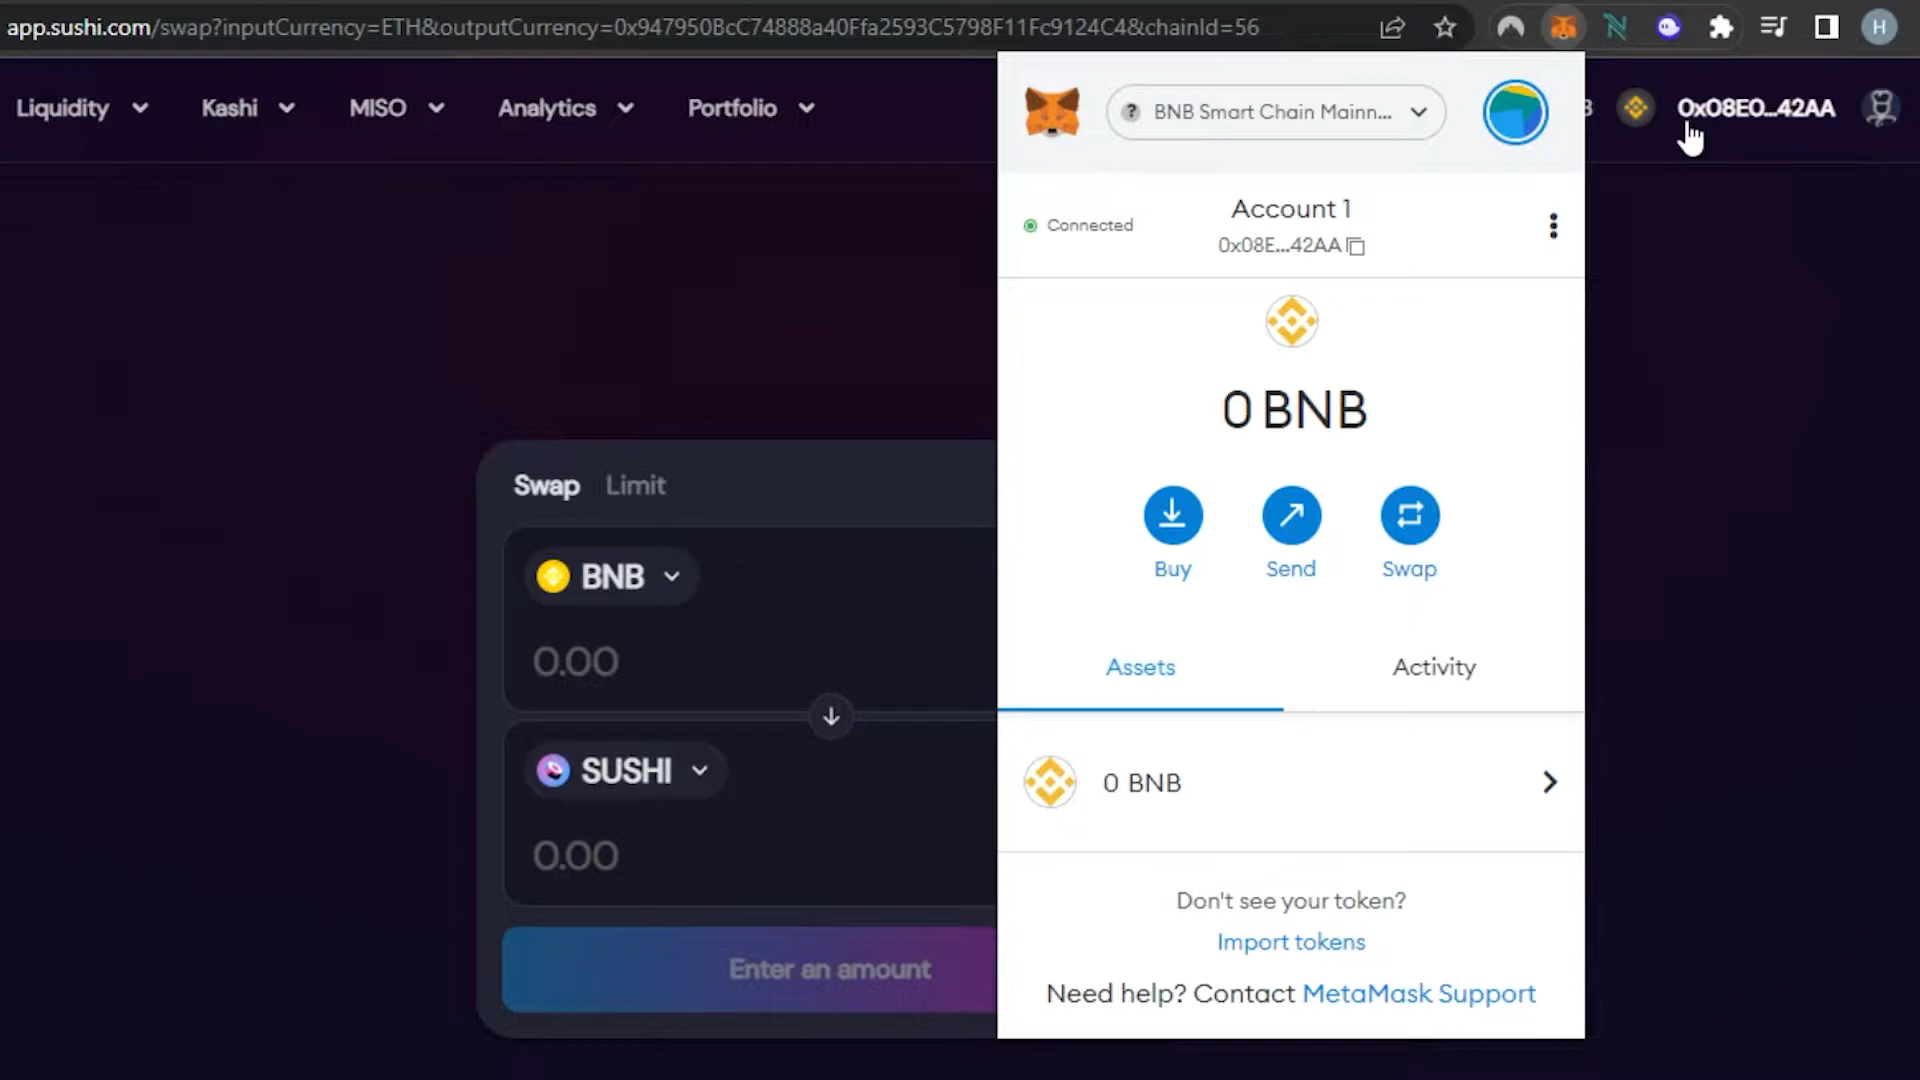 app.sushi.com/swap?inputCurrency=ETH&outputCurrency=0x947950BcC74888a40Ffa2593C5798F11Fc9124C4&chainId=56
H
Liquidity
Kashi
MISO
Analytics
Portfolio
BNB Smart Chain Mainn...
0x08E0...42AA
Connected
Account 1
0x08E...42AA
0 BNB
Buy
Send
Swap
Assets
Activity
0 BNB
Don't see your token?
Import tokens
Need help? Contact MetaMask Support
Swap
Limit
BNB
0.00
SUSHI
0.00
Enter an amount